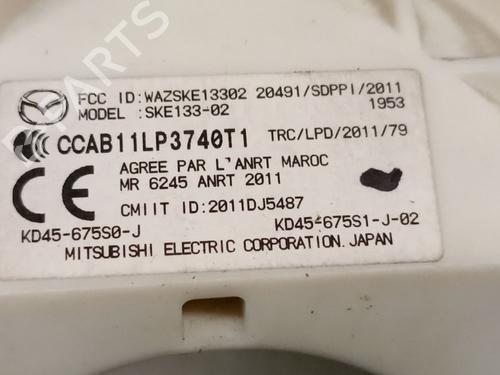 FCC ID:WAZSKE13302 20491/SDPPI/2011
MODEL :SKE133-02 1953
CCAB11LP3740T1 TRC/LPD/2011/79
AGREE PAR L'ANRT MAROC
MR 6245 ANRT 2011
CE
CMIIT ID:2011DJ5487
KD45-675S0-J KD45-675S1-J-02
MITSUBISHI ELECTRIC CORPORATION.JAPAN